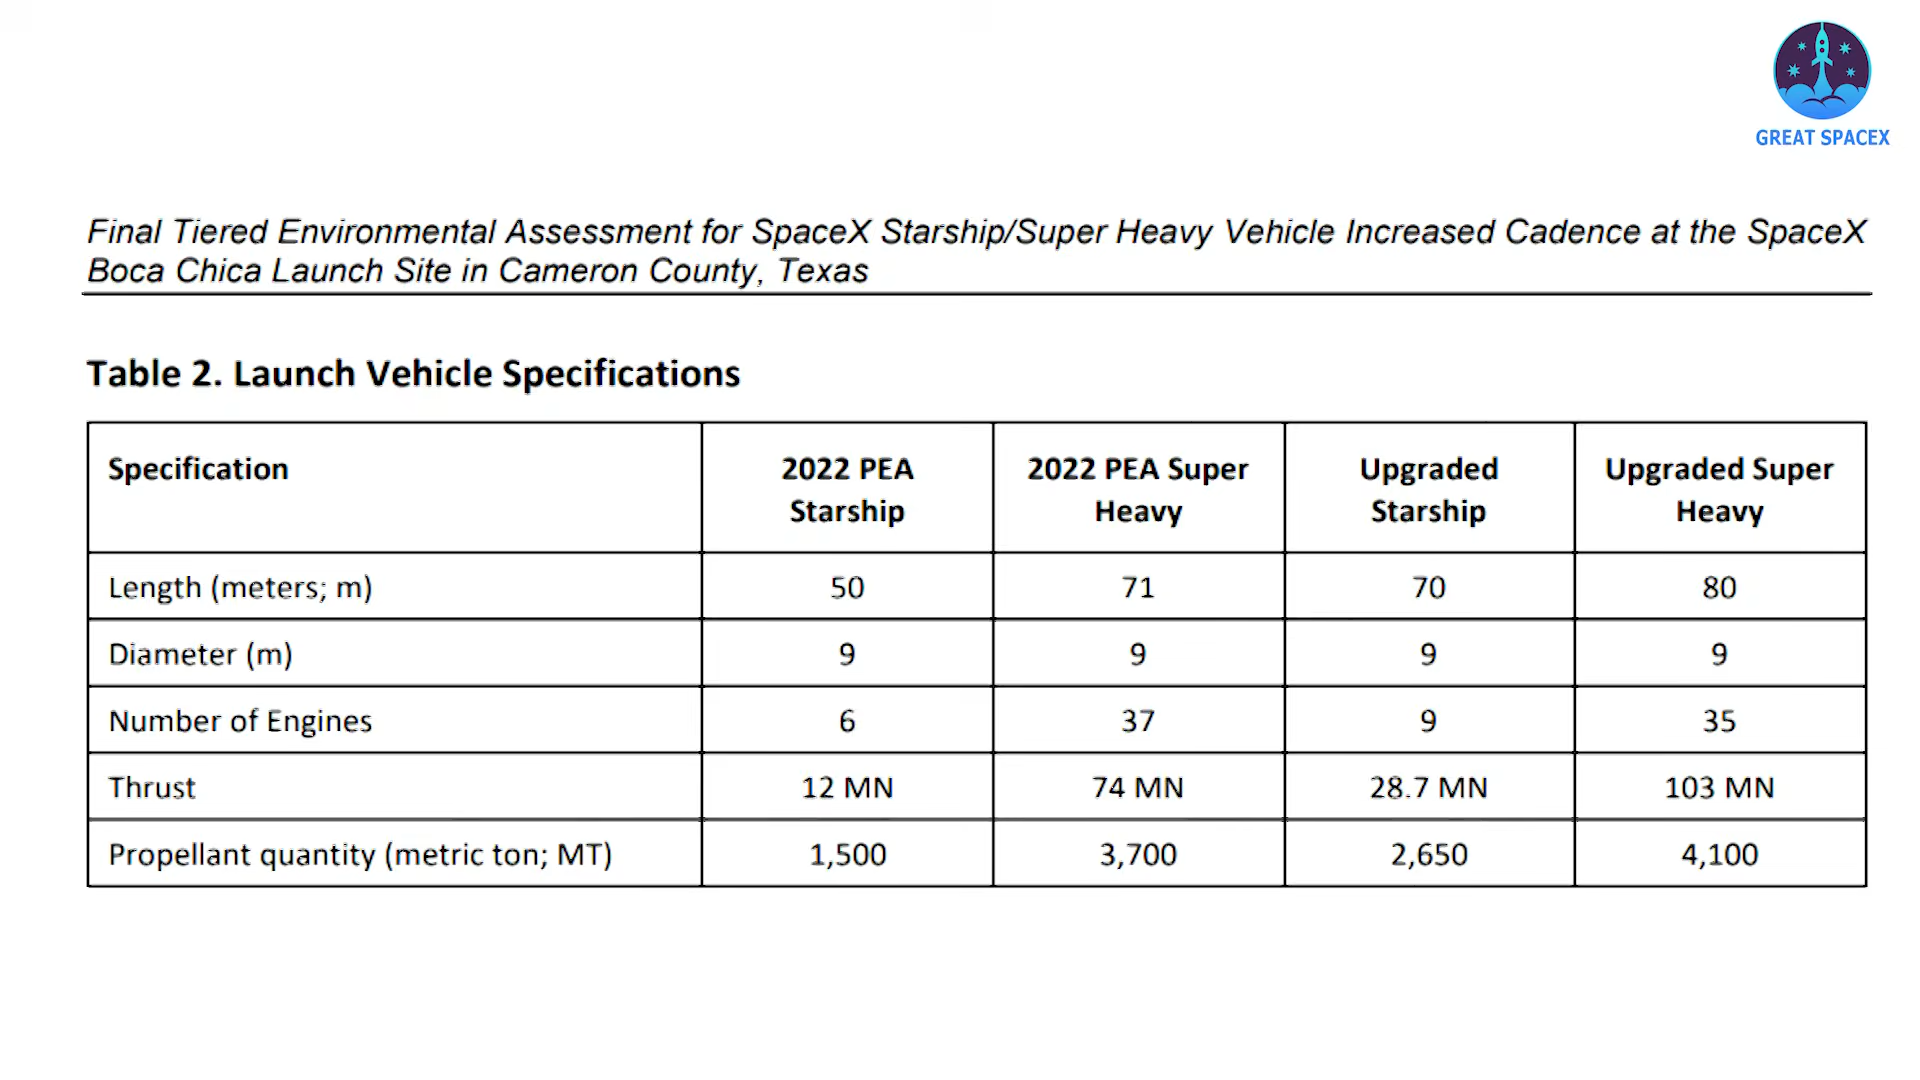 GREAT SPACEX
Final Tiered Environmental Assessment for SpaceX Starship/Super Heavy Vehicle Increased Cadence at the SpaceX
Boca Chica Launch Site in Cameron County, Texas
Table 2. Launch Vehicle Specifications
Specification 2022 PEA Starship 2022 PEA Super Heavy Upgraded Starship Upgraded Super Heavy
Length (meters; m) 50 71 70 80
Diameter (m) 9 9 9 9
Number of Engines 6 37 9 35
Thrust 12 MN 74 MN 28.7 MN 103 MN
Propellant quantity (metric ton; MT) 1,500 3,700 2,650 4,100